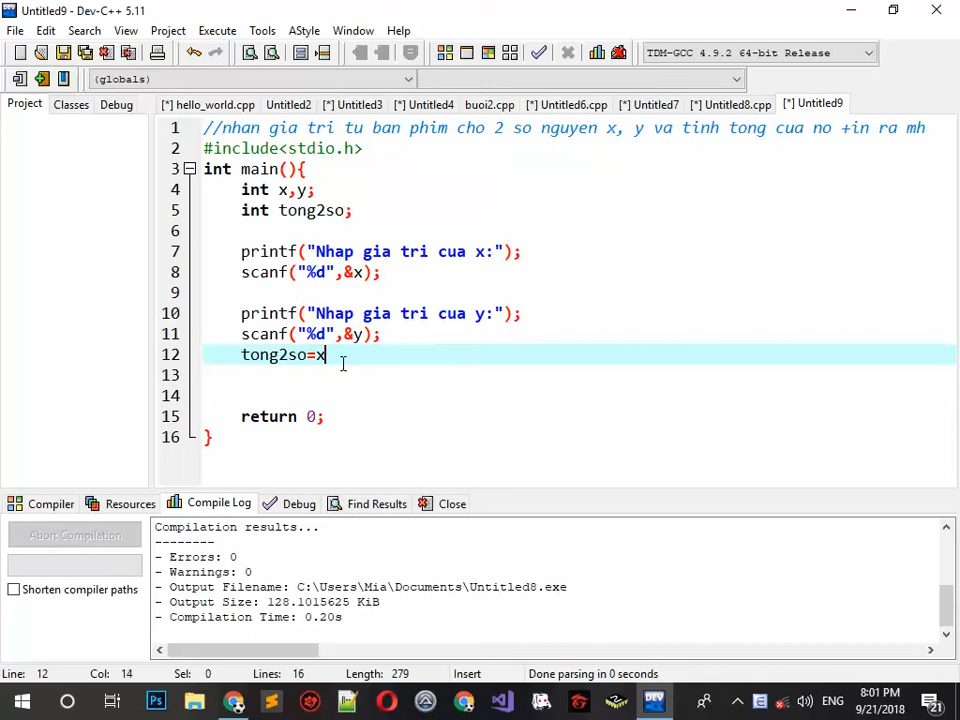 Untitled9 - Dev-C++ 5.11
File Edit Search View Project Execute Tools AStyle Window Help
TDM-GCC 4.9.2 64-bit Release
(globals)
Project Classes Debug
[*] hello_world.cpp Untitled2 [*] Untitled3 [*] Untitled4 buoi2.cpp [*] Untitled6.cpp [*] Untitled7 [*] Untitled8.cpp [*] Untitled9
1 //nhan gia tri tu ban phim cho 2 so nguyen x, y va tinh tong cua no +in ra mh
2 #include<stdio.h>
3 int main(){
4 int x,y;
5 int tong2so;
6
7 printf("Nhap gia tri cua x:");
8 scanf("%d",&x);
9
10 printf("Nhap gia tri cua y:");
11 scanf("%d",&y);
12 tong2so=x
13
14
15 return 0;
16 }
Compiler Resources Compile Log Debug Find Results Close
Abort Compilation
Shorten compiler paths
Compilation results...
--------
- Errors: 0
- Warnings: 0
- Output Filename: C:\Users\Mia\Documents\Untitled8.exe
- Output Size: 128.1015625 KiB
- Compilation Time: 0.20s
Line: 12 Col: 14 Sel: 0 Lines: 16 Length: 279 Insert Done parsing in 0 seconds
Ps DEV ENG 8:01 PM
9/21/2018
21